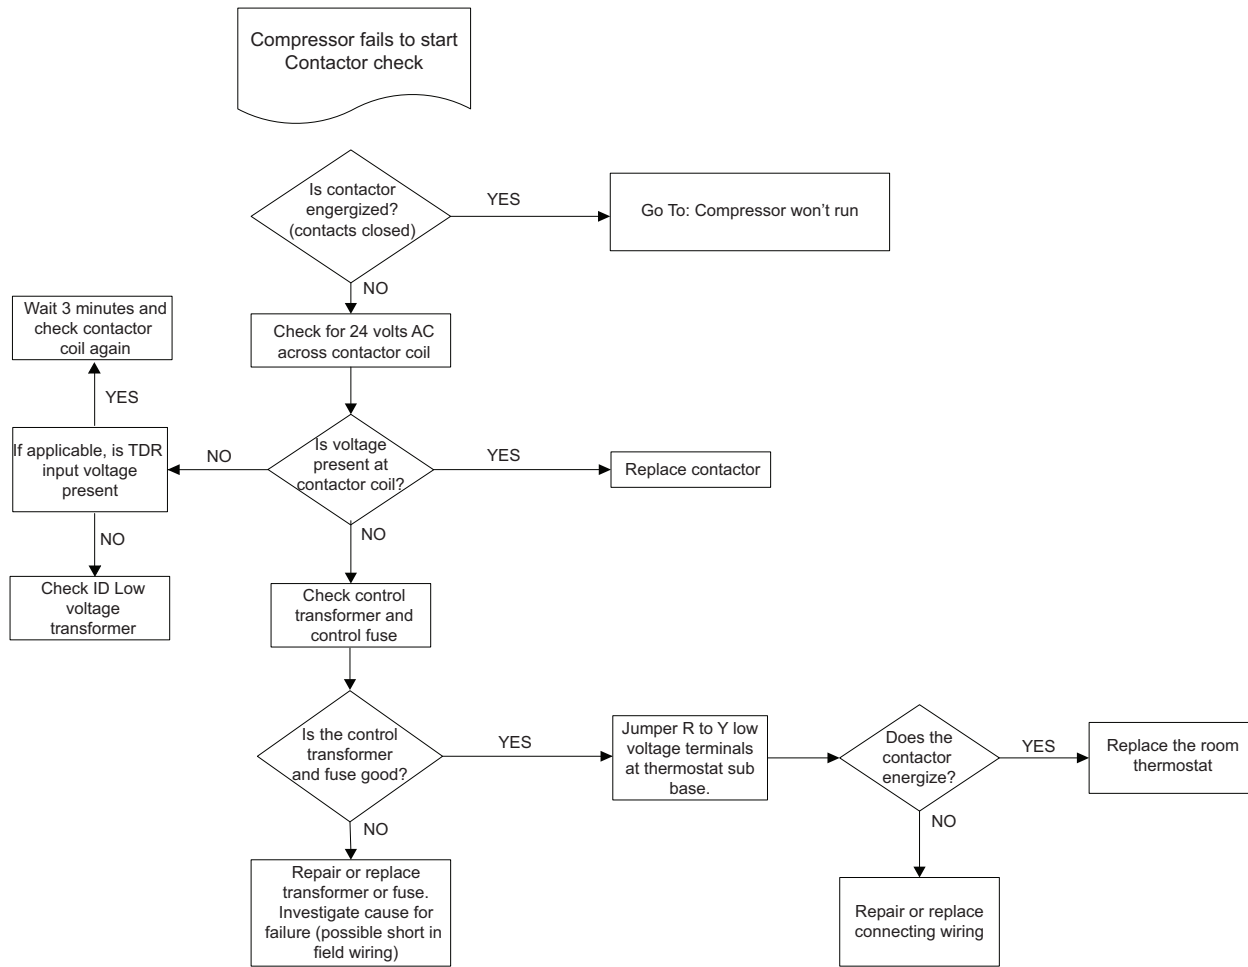 Compressor fails to start
Contactor check
Is contactor
engergized?
(contacts closed)
YES
Go To: Compressor won't run
NO
Wait 3 minutes and
check contactor
coil again
Check for 24 volts AC
across contactor coil
YES
If applicable, is TDR
input voltage
present
NO
Is voltage
present at
contactor coil?
YES
Replace contactor
NO
NO
Check ID Low
voltage
transformer
Check control
transformer and
control fuse
Is the control
transformer
and fuse good?
YES
Jumper R to Y low
voltage terminals
at thermostat sub
base.
Does the
contactor
energize?
YES
Replace the room
thermostat
NO
NO
Repair or replace
transformer or fuse.
Investigate cause for
failure (possible short in
field wiring)
Repair or replace
connecting wiring